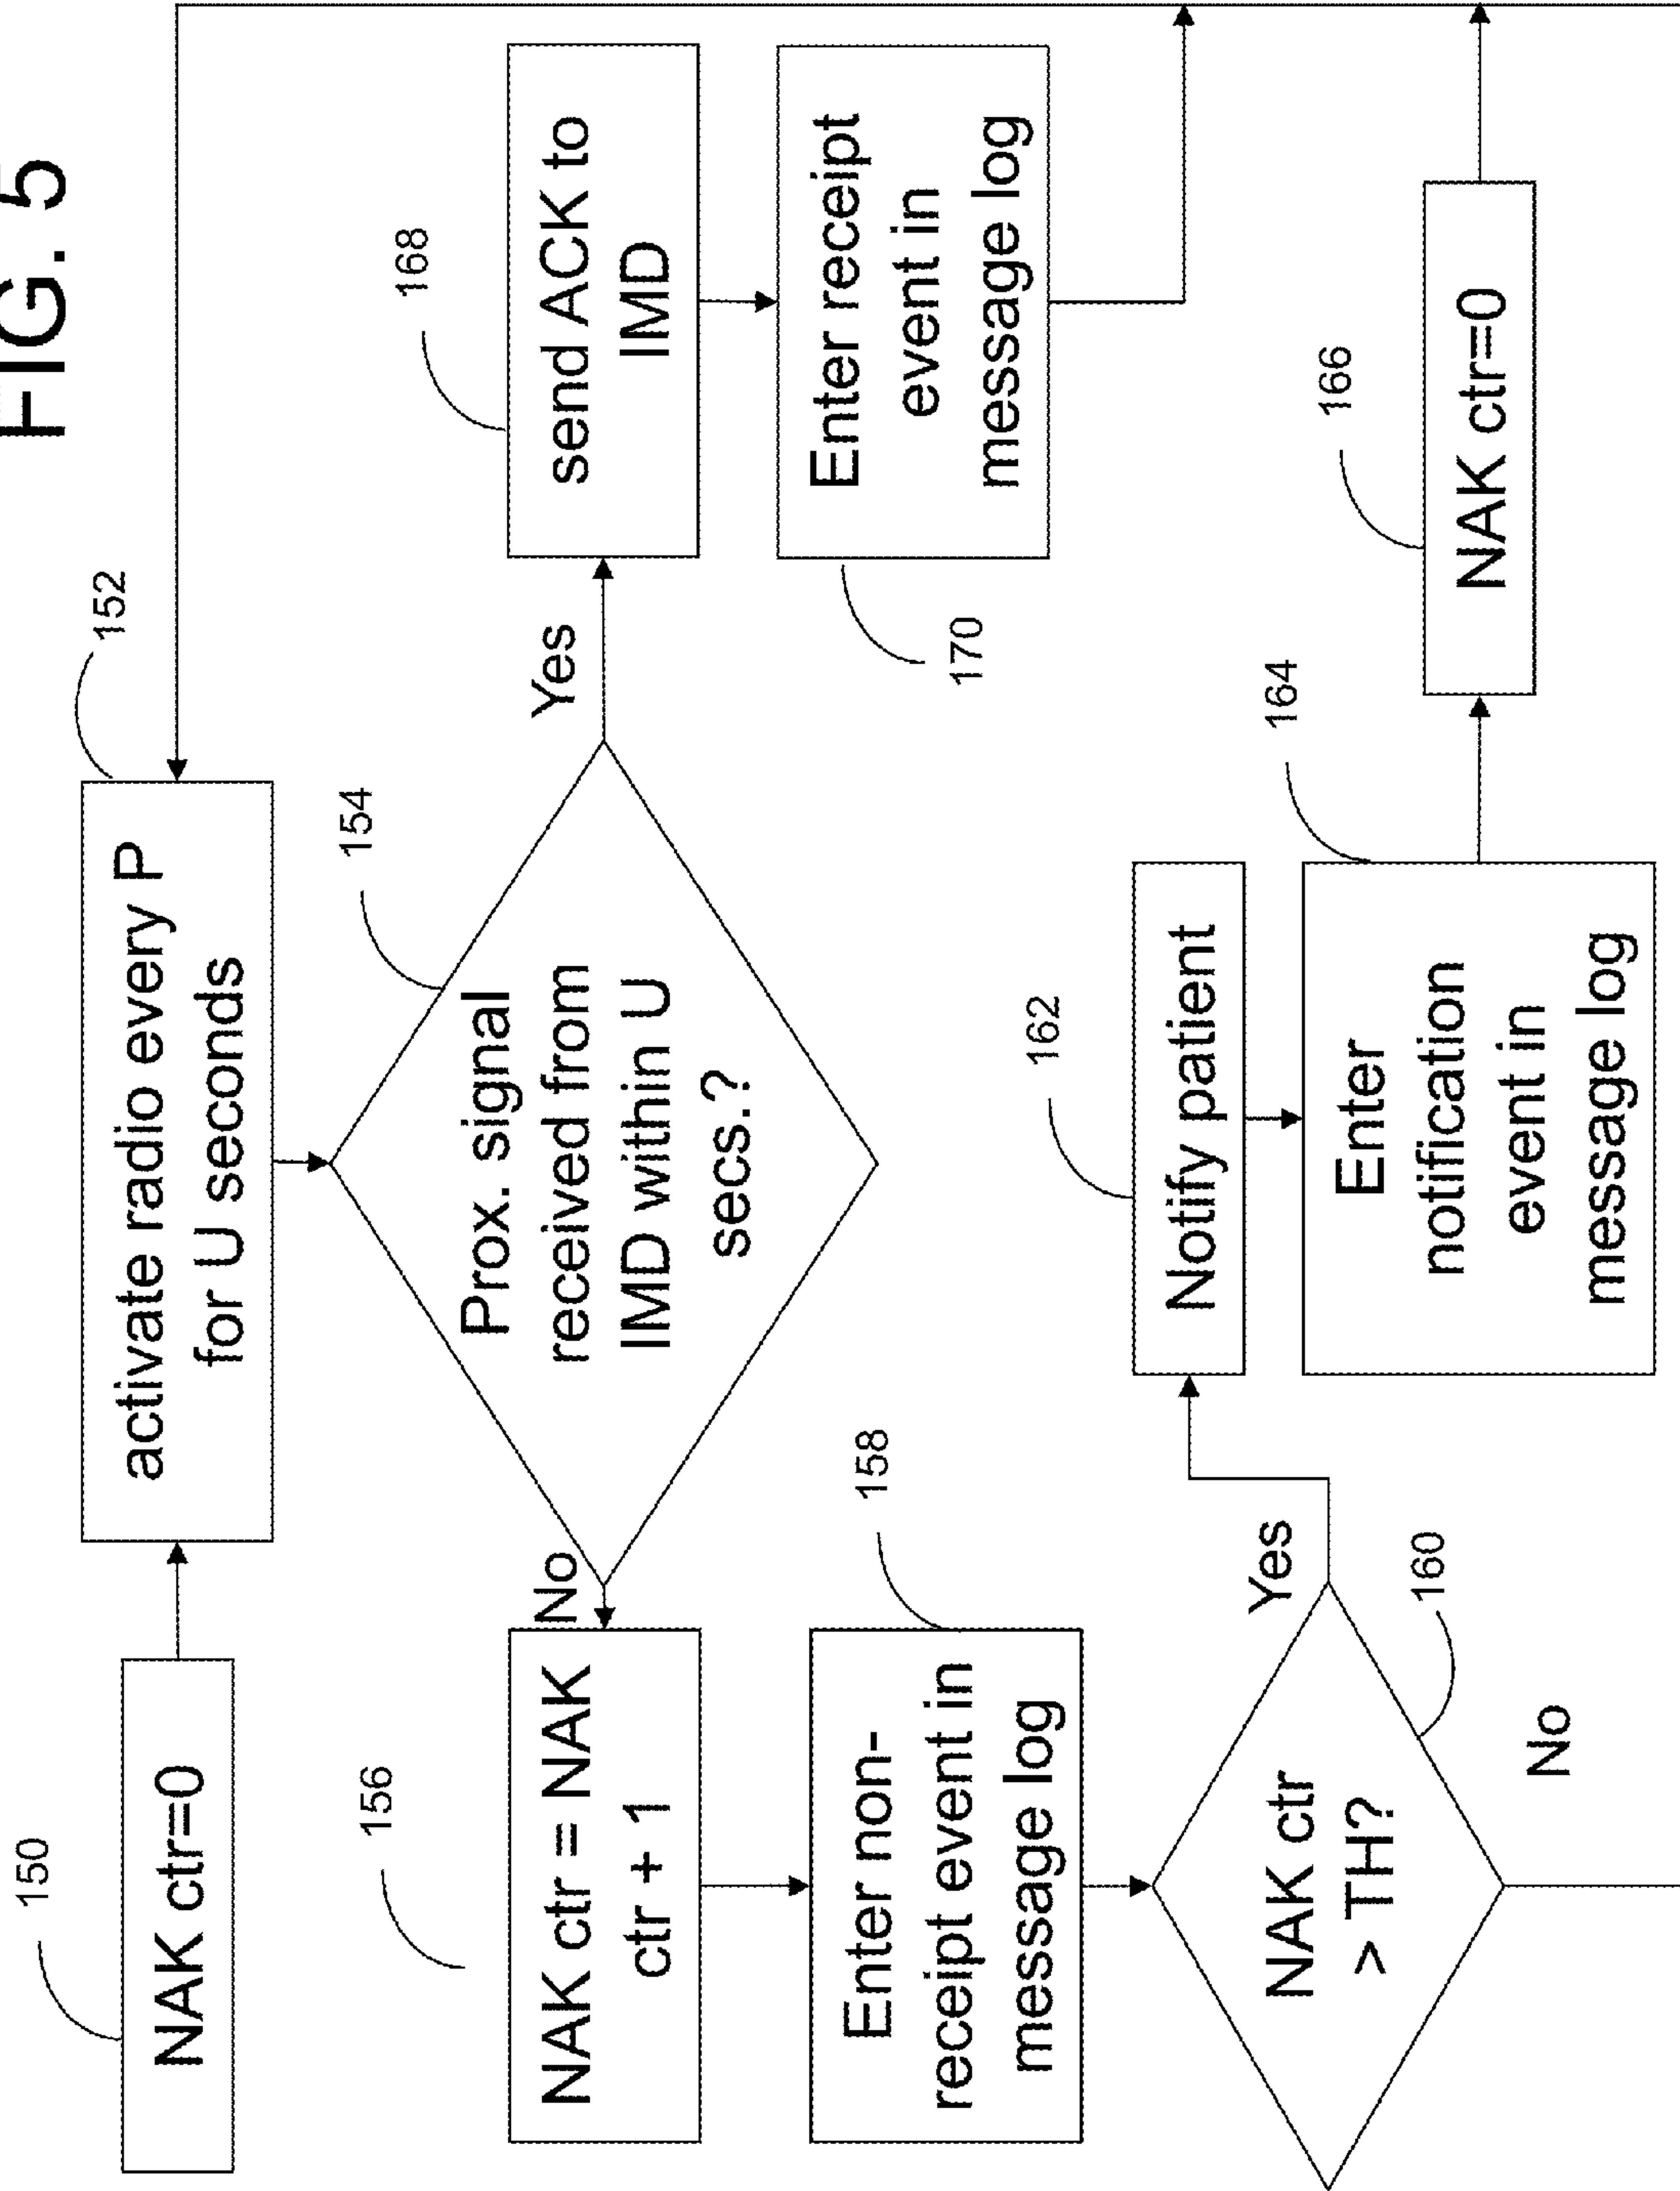 FIG. 5
150
NAK ctr=0
152
activate radio every P
for U seconds
154
Prox. signal
received from
IMD within U
secs.?
No
Yes
156
NAK ctr = NAK
ctr + 1
168
send ACK to
IMD
158
Enter non-
receipt event in
message log
170
Enter receipt
event in
message log
160
NAK ctr
> TH?
Yes
No
162
Notify patient
164
Enter
notification
event in
message log
166
NAK ctr=0